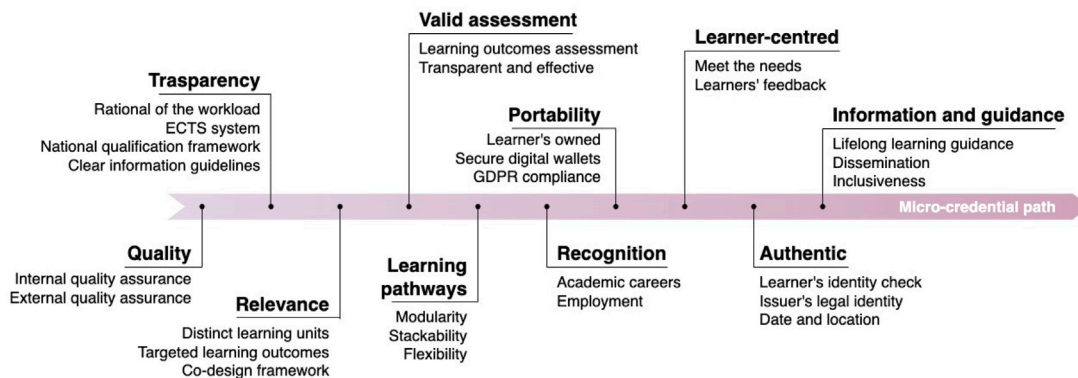 Valid assessment
Learning outcomes assessment
Transparent and effective
Learner-centred
Meet the needs
Learners' feedback
Trasparency
Rational of the workload
ECTS system
National qualification framework
Clear information guidelines
Portability
Learner's owned
Secure digital wallets
GDPR compliance
Information and guidance
Lifelong learning guidance
Dissemination
Inclusiveness
Micro-credential path
Quality
Internal quality assurance
External quality assurance
Relevance
Distinct learning units
Targeted learning outcomes
Co-design framework
Learning
pathways
Modularity
Stackability
Flexibility
Recognition
Academic careers
Employment
Authentic
Learner's identity check
Issuer's legal identity
Date and location